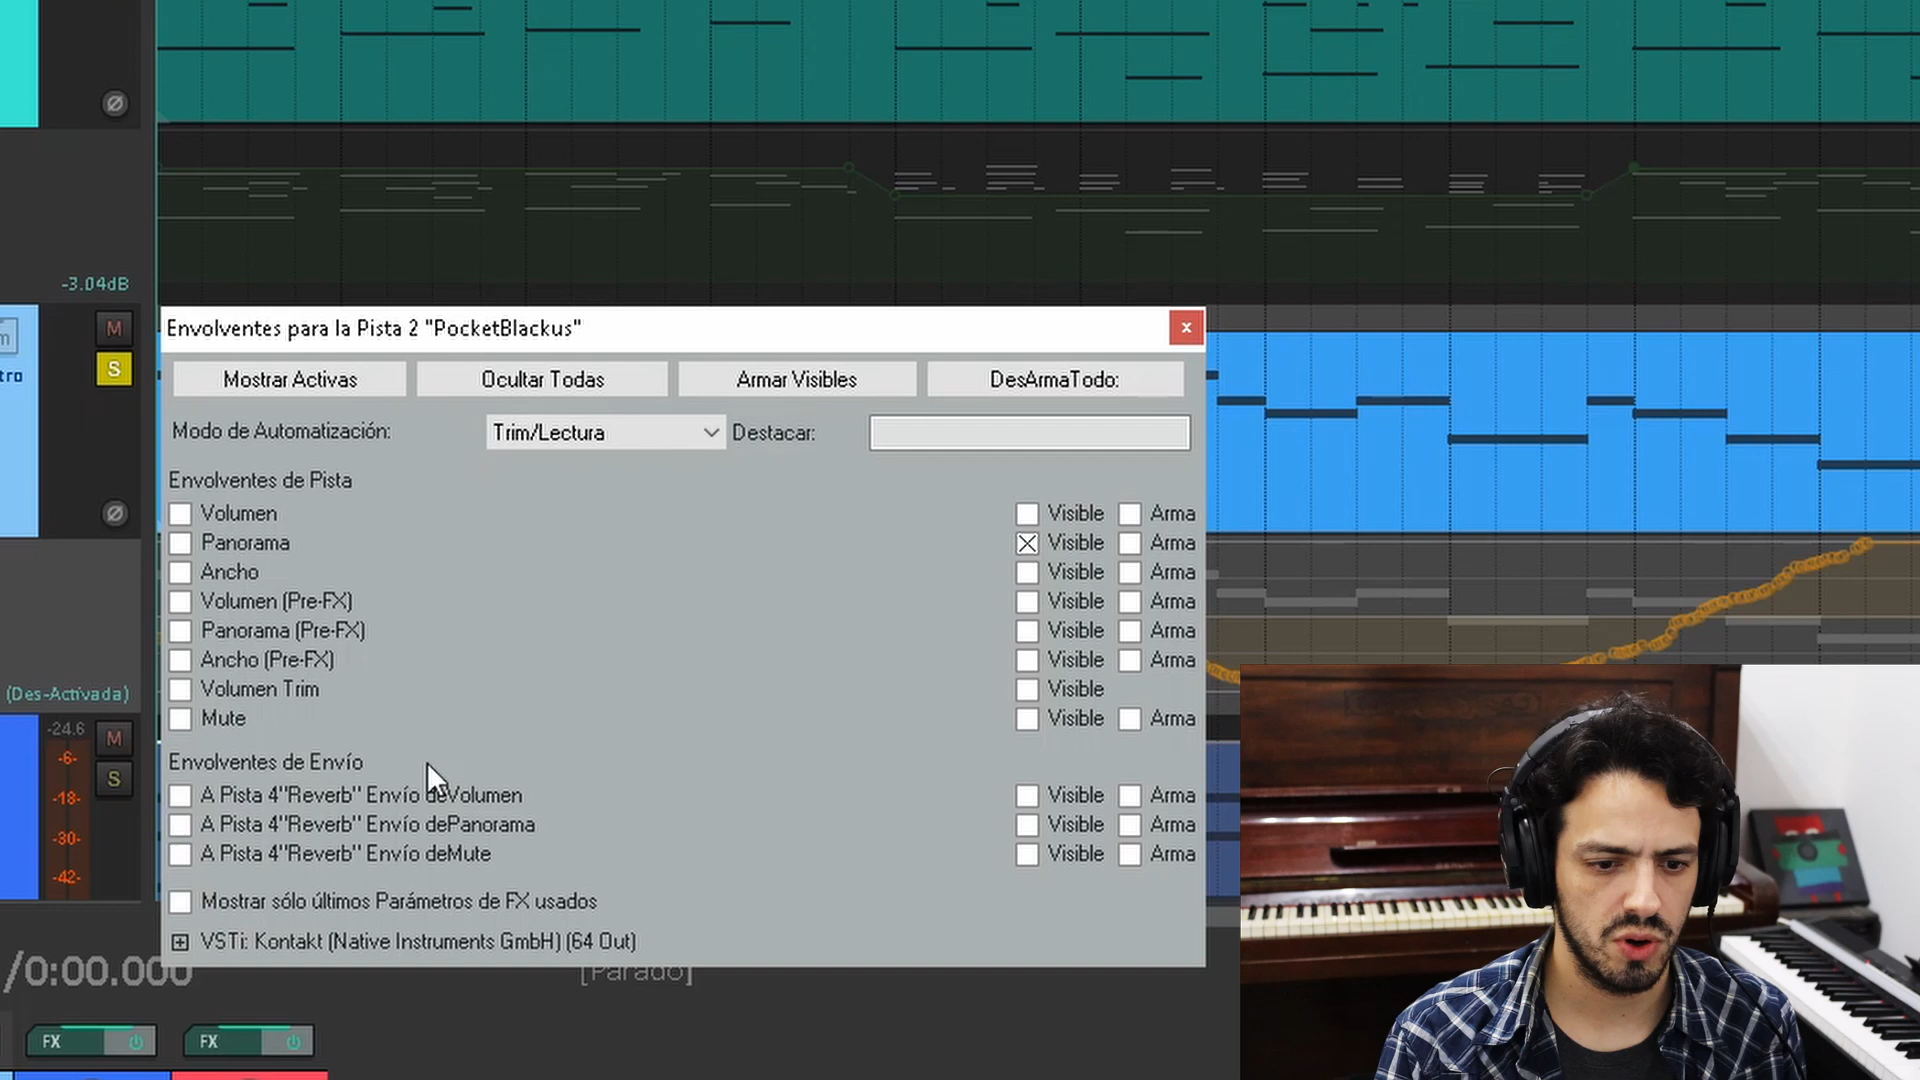 -3.04dB
M
tro
S
Envolventes para la Pista 2 "PocketBlackus"
x
Mostrar Activas
Ocultar Todas
Armar Visibles
DesArmaTodo:
Modo de Automatización:
Trim/Lectura
Destacar:
Envolventes de Pista
Volumen
Visible
Arma
Panorama
Visible
Arma
Ancho
Visible
Arma
Volumen (Pre-FX)
Visible
Arma
Panorama (Pre-FX)
Visible
Arma
Ancho (Pre-FX)
Visible
Arma
Volumen Trim
Visible
Mute
Visible
Arma
(Des-Activada)
-24.6
M
-6-
S
-18-
-30-
-42-
Envolventes de Envío
A Pista 4"Reverb" Envío deVolumen
Visible
Arma
A Pista 4"Reverb" Envío dePanorama
Visible
Arma
A Pista 4"Reverb" Envío deMute
Visible
Arma
Mostrar sólo últimos Parámetros de FX usados
VSTi: Kontakt (Native Instruments GmbH) (64 Out)
/0:00.000
[Parado]
FX
FX